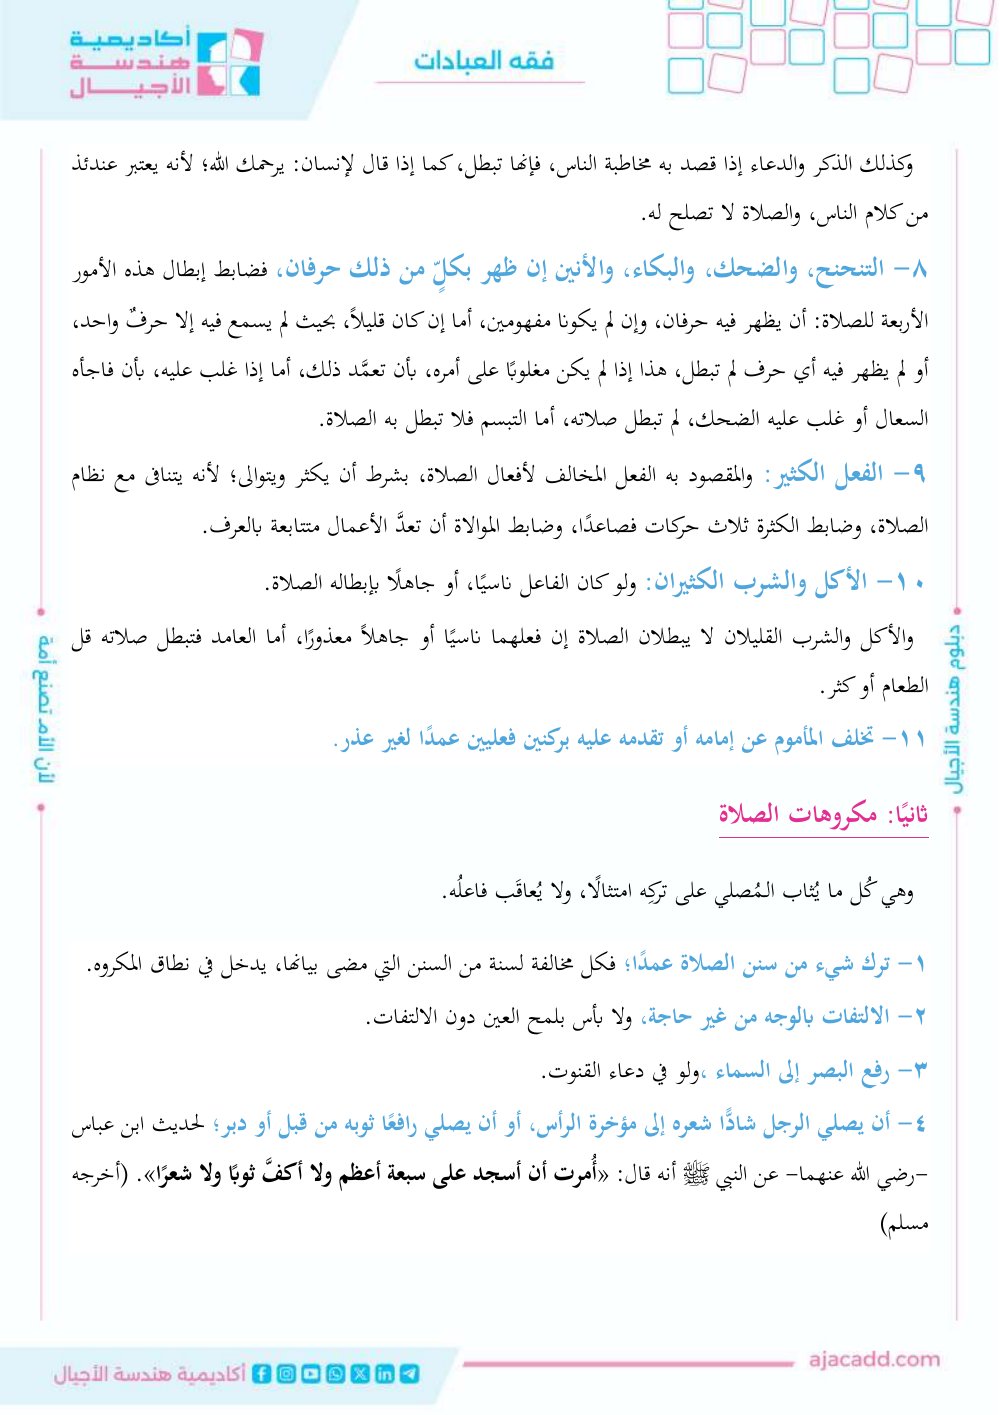 أكاديمية
هندسة
الأجيال
فقه العبادات
وكذلك الذكر والدعاء إذا قصد به مخاطبة الناس، فإنها تبطل، كما إذا قال لإنسان: يرحمك الله؛ لأنه يعتبر عندئذ
من كلام الناس، والصلاة لا تصلح له.
٨- التنحنح، والضحك، والبكاء، والأنين إن ظهر بكلٍّ من ذلك حرفان، فضابط إبطال هذه الأمور
الأربعة للصلاة: أن يظهر فيه حرفان، وإن لم يكونا مفهومين، أما إن كان قليلاً، بحيث لم يسمع فيه إلا حرفٌ واحد،
أو لم يظهر فيه أي حرف لم تبطل، هذا إذا لم يكن مغلوبًا على أمره، بأن تعمَّد ذلك، أما إذا غلب عليه، بأن فاجأه
السعال أو غلب عليه الضحك، لم تبطل صلاته، أما التبسم فلا تبطل به الصلاة.
٩- الفعل الكثير: والمقصود به الفعل المخالف لأفعال الصلاة، بشرط أن يكثر ويتوالى؛ لأنه يتنافى مع نظام
الصلاة، وضابط الكثرة ثلاث حركات فصاعدًا، وضابط الموالاة أن تعدَّ الأعمال متتابعة بالعرف.
١٠- الأكل والشرب الكثيران: ولو كان الفاعل ناسيًا، أو جاهلًا بإبطاله الصلاة.
والأكل والشرب القليلان لا يبطلان الصلاة إن فعلهما ناسيًا أو جاهلاً معذورًا، أما العامد فتبطل صلاته قل
الطعام أو كثر.
١١- تخلف المأموم عن إمامه أو تقدمه عليه بركنين فعليين عمدًا لغير عذر.
ثانيًا: مكروهات الصلاة
وهي كُل ما يُثاب المُصلي على تركِه امتثالًا، ولا يُعاقَب فاعلُه.
١- ترك شيء من سنن الصلاة عمدًا؛ فكل مخالفة لسنة من السنن التي مضى بيانها، يدخل في نطاق المكروه.
٢- الالتفات بالوجه من غير حاجة، ولا بأس بلمح العين دون الالتفات.
٣- رفع البصر إلى السماء ،ولو في دعاء القنوت.
٤- أن يصلي الرجل شادًّا شعره إلى مؤخرة الرأس، أو أن يصلي رافعًا ثوبه من قبل أو دبر؛ لحديث ابن عباس
-رضي الله عنهما- عن النبي ﷺ أنه قال: «أُمرت أن أسجد على سبعة أعظم ولا أكفَّ ثوبًا ولا شعرًا». (أخرجه
مسلم)
دبلوم هندسة الأجيال
لأن الأم تصنع أمة
أكاديمية هندسة الأجيال
ajacadd.com